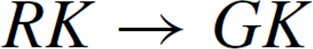 RK → GK